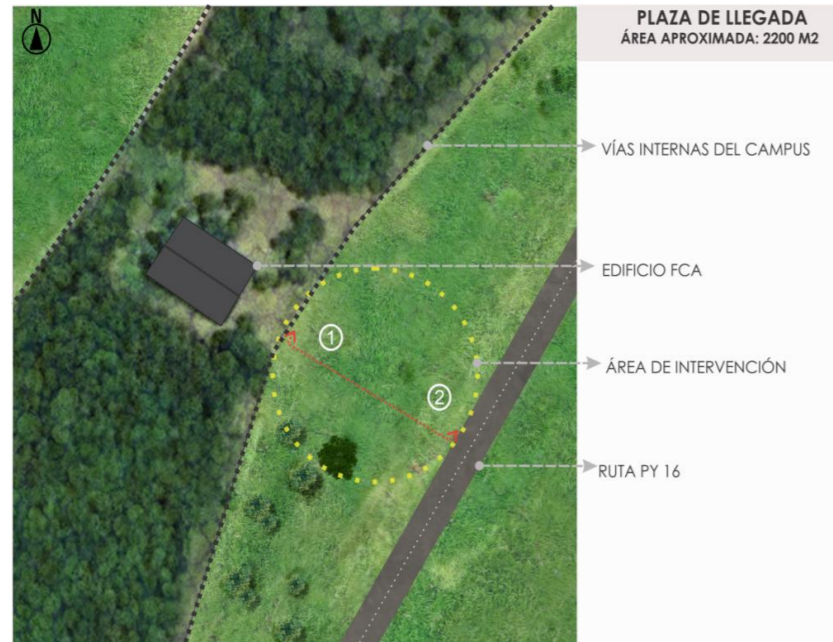 N
PLAZA DE LLEGADA
ÁREA APROXIMADA: 2200 M2
VÍAS INTERNAS DEL CAMPUS
EDIFICIO FCA
1
ÁREA DE INTERVENCIÓN
2
RUTA PY 16